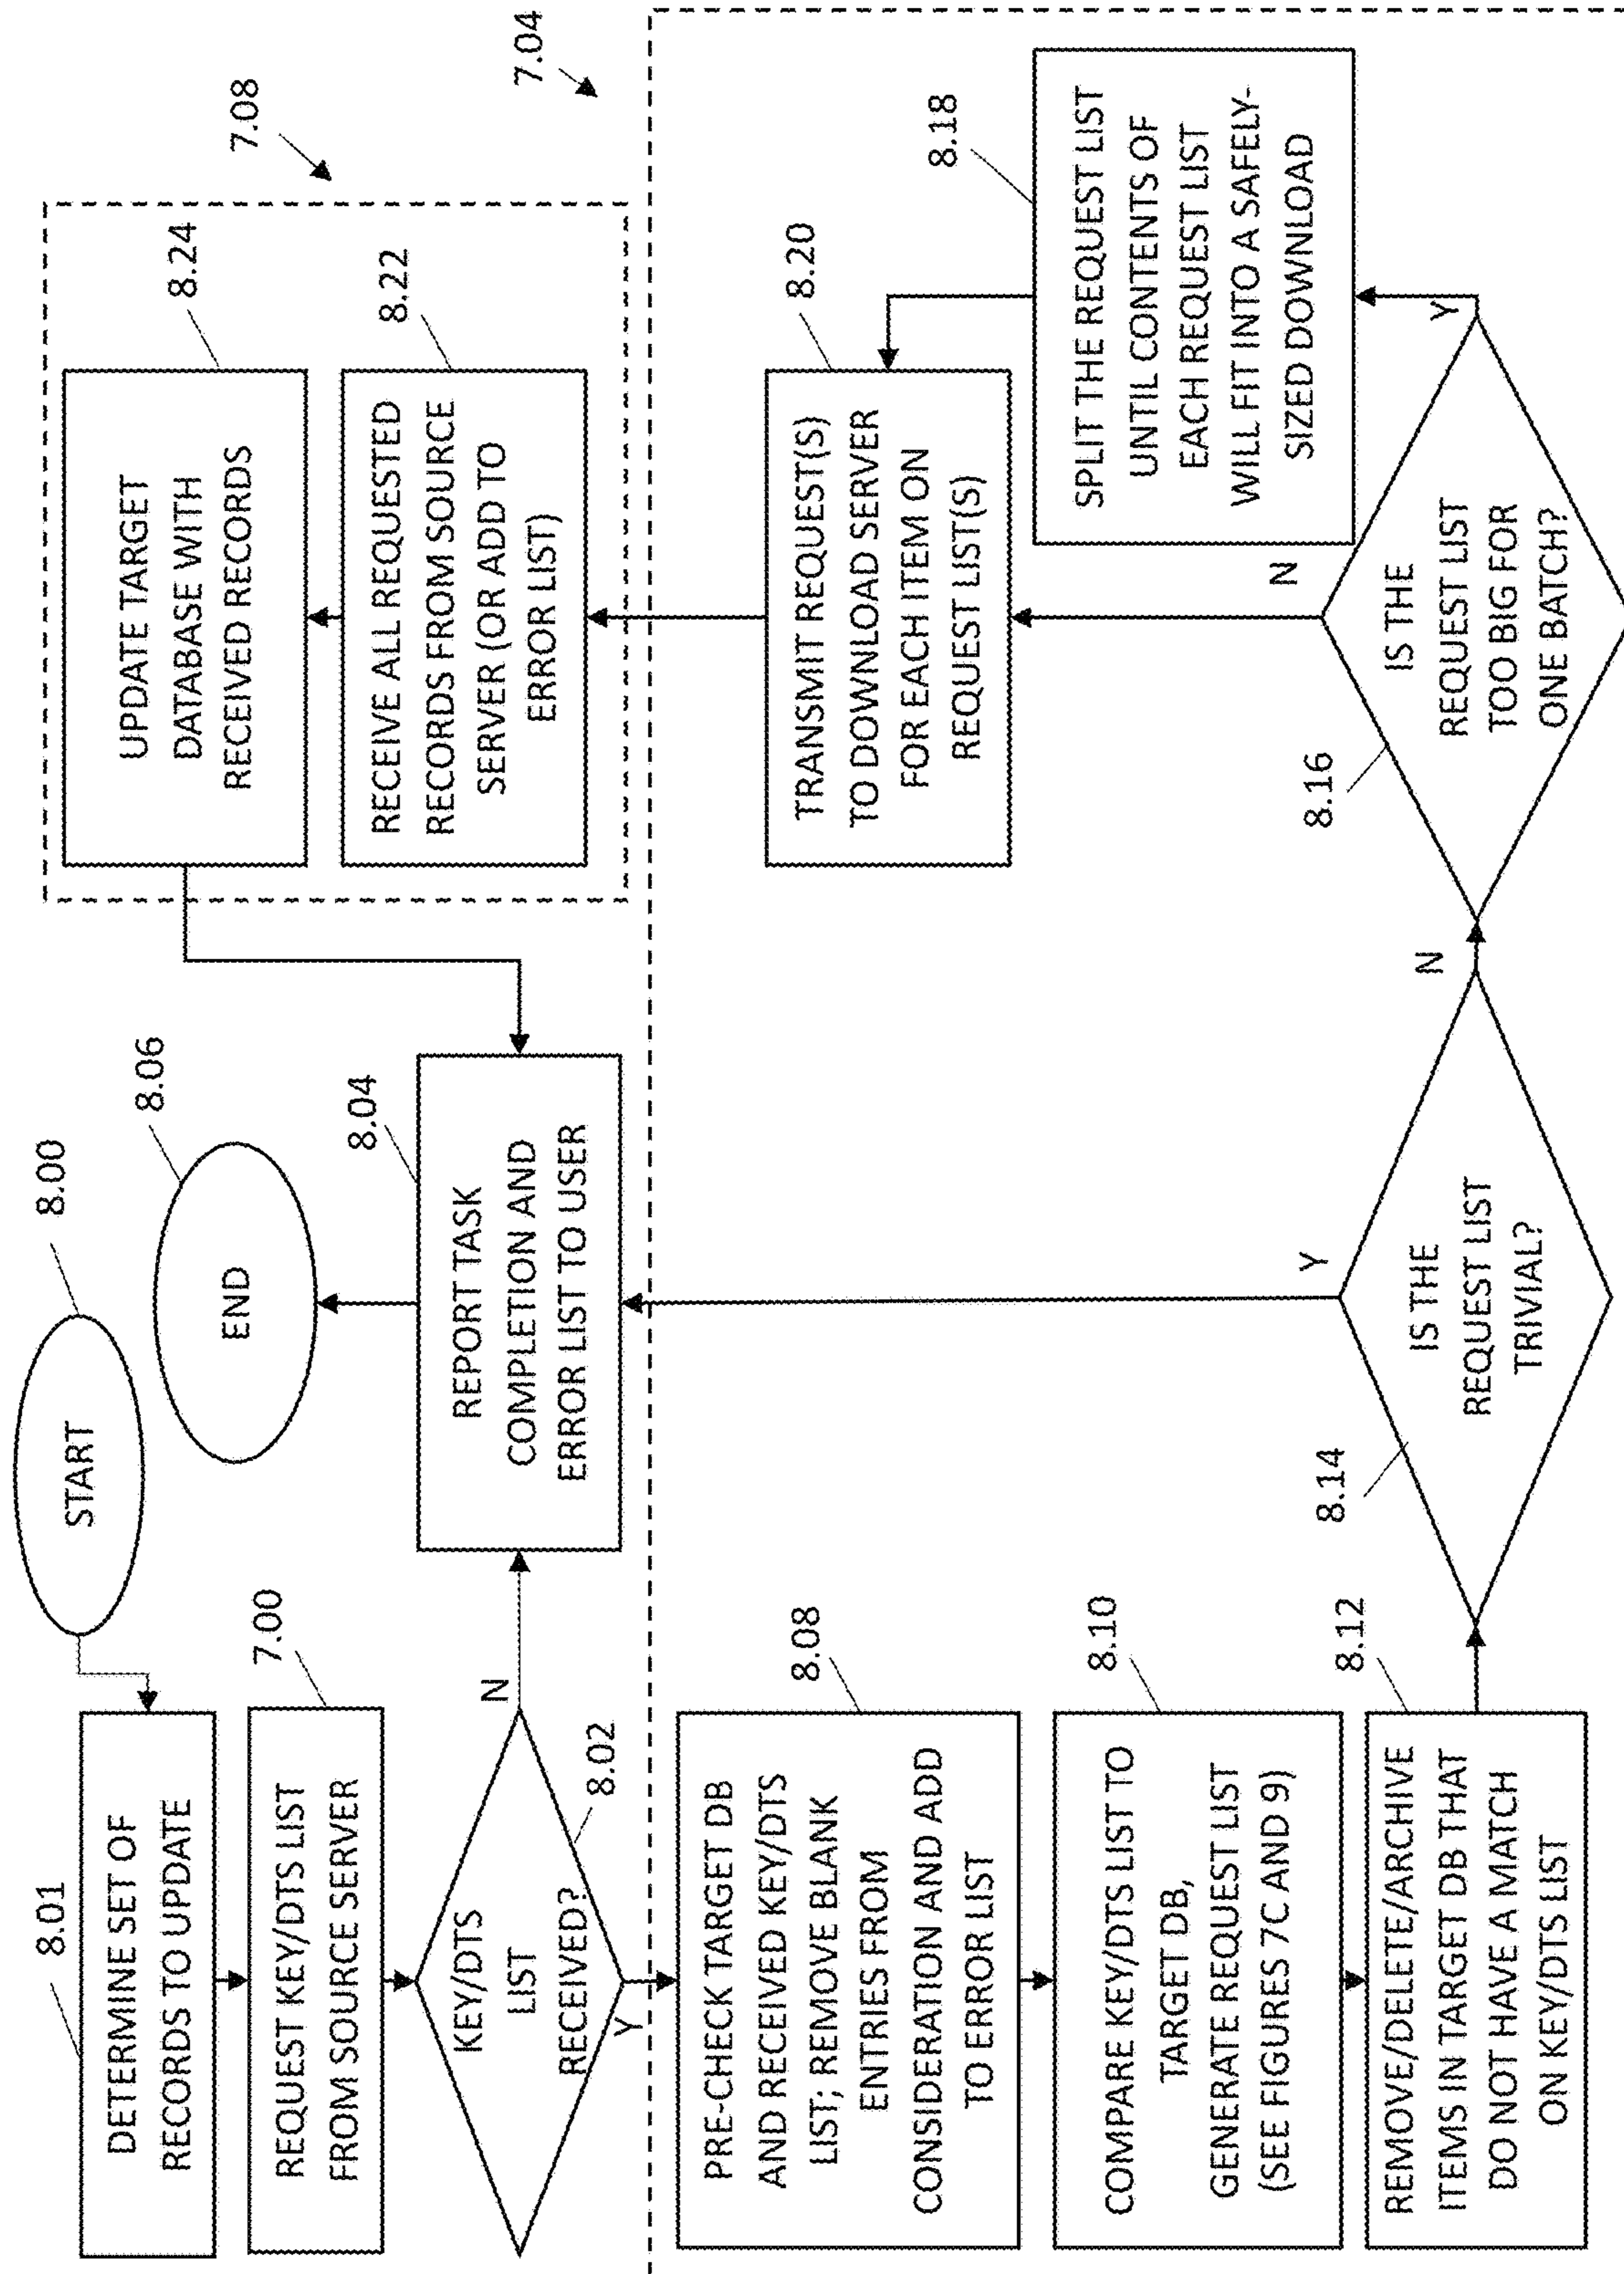 8.00
START
8.01
DETERMINE SET OF
RECORDS TO UPDATE
7.00
REQUEST KEY/DTS LIST
FROM SOURCE SERVER
KEY/DTS
LIST
RECEIVED?
8.02
N
Y
8.04
REPORT TASK
COMPLETION AND
ERROR LIST TO USER
8.06
END
7.04
8.08
PRE-CHECK TARGET DB
AND RECEIVED KEY/DTS
LIST; REMOVE BLANK
ENTRIES FROM
CONSIDERATION AND ADD
TO ERROR LIST
8.10
COMPARE KEY/DTS LIST TO
TARGET DB,
GENERATE REQUEST LIST
(SEE FIGURES 7C AND 9)
8.12
REMOVE/DELETE/ARCHIVE
ITEMS IN TARGET DB THAT
DO NOT HAVE A MATCH
ON KEY/DTS LIST
8.14
IS THE
REQUEST LIST
TRIVIAL?
Y
N
8.16
IS THE
REQUEST LIST
TOO BIG FOR
ONE BATCH?
N
Y
8.18
SPLIT THE REQUEST LIST
UNTIL CONTENTS OF
EACH REQUEST LIST
WILL FIT INTO A SAFELY-
SIZED DOWNLOAD
8.20
TRANSMIT REQUEST(S)
TO DOWNLOAD SERVER
FOR EACH ITEM ON
REQUEST LIST(S)
7.08
8.22
RECEIVE ALL REQUESTED
RECORDS FROM SOURCE
SERVER (OR ADD TO
ERROR LIST)
8.24
UPDATE TARGET
DATABASE WITH
RECEIVED RECORDS